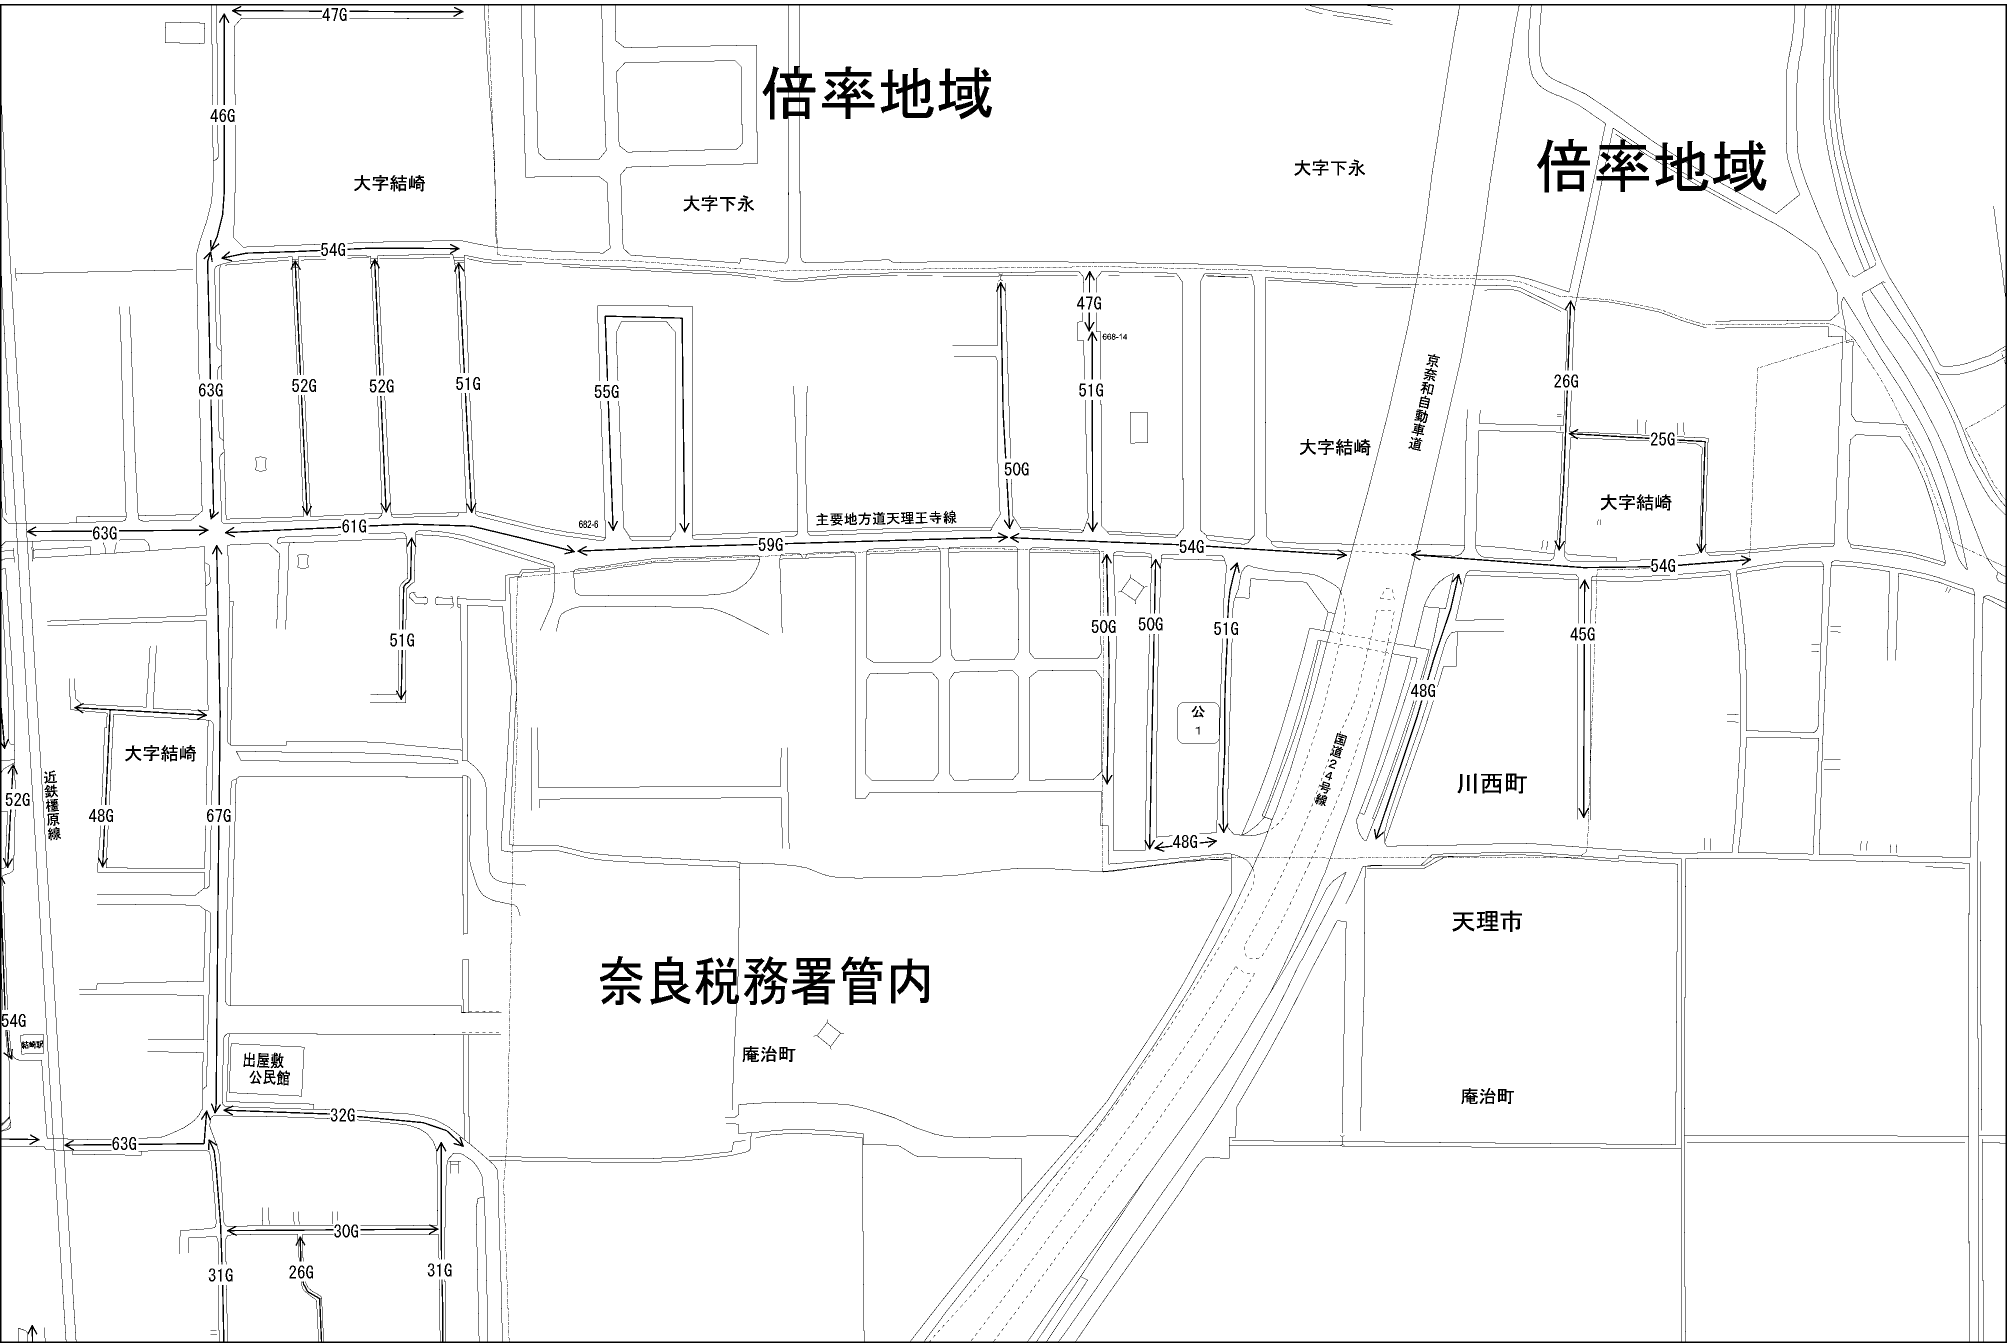 47G
倍率地域
46G
倍率地域
大字下永
大字結崎
大字下永
54G
47G
668-14
63G
52G
52G
51G
55G
51G
26G
京奈和自動車道
25G
大字結崎
50G
大字結崎
主要地方道天理王寺線
682-6
63G
61G
59G
54G
54G
51G
50G
50G
51G
45G
48G
公
1
大字結崎
国道24号線
川西町
52G
近鉄橿原線
48G
67G
48G
天理市
奈良税務署管内
54G
結崎駅
出屋敷
公民館
庵治町
庵治町
32G
63G
30G
31G
26G
31G